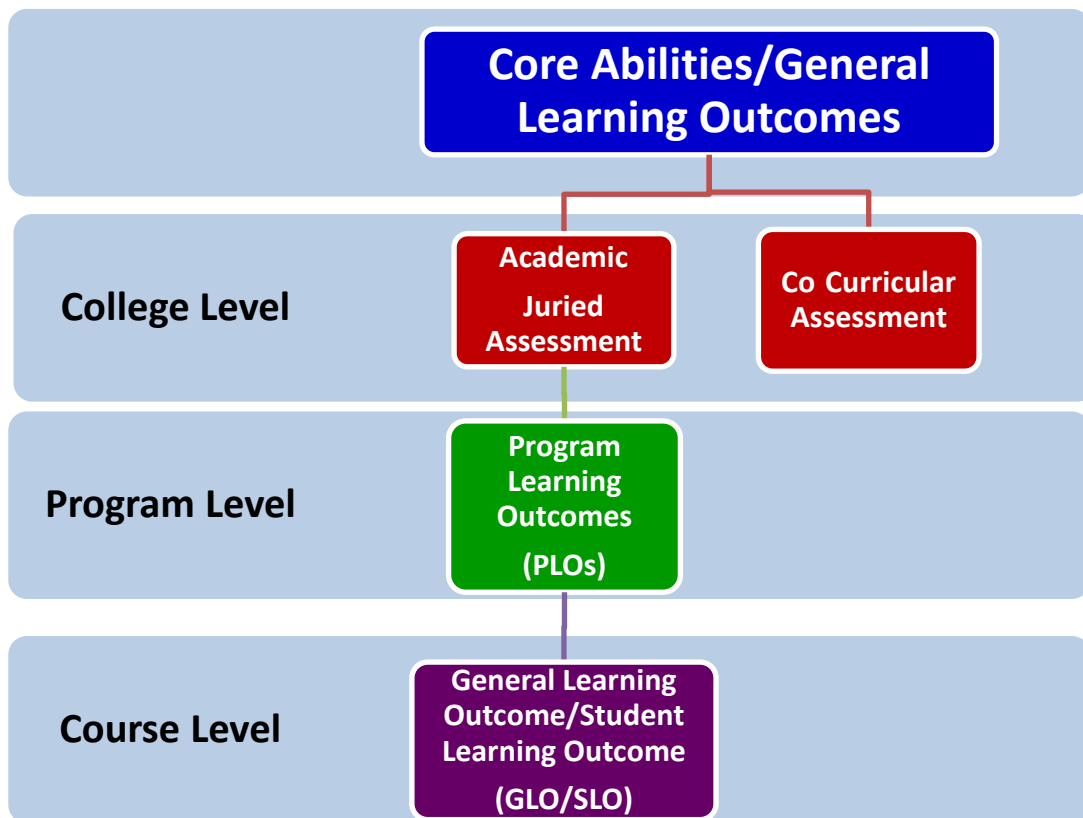 Core Abilities/General
Learning Outcomes
College Level
Academic
Juried
Assessment
Co Curricular
Assessment
Program Level
Program
Learning
Outcomes
(PLOs)
Course Level
General Learning
Outcome/Student
Learning Outcome
(GLO/SLO)